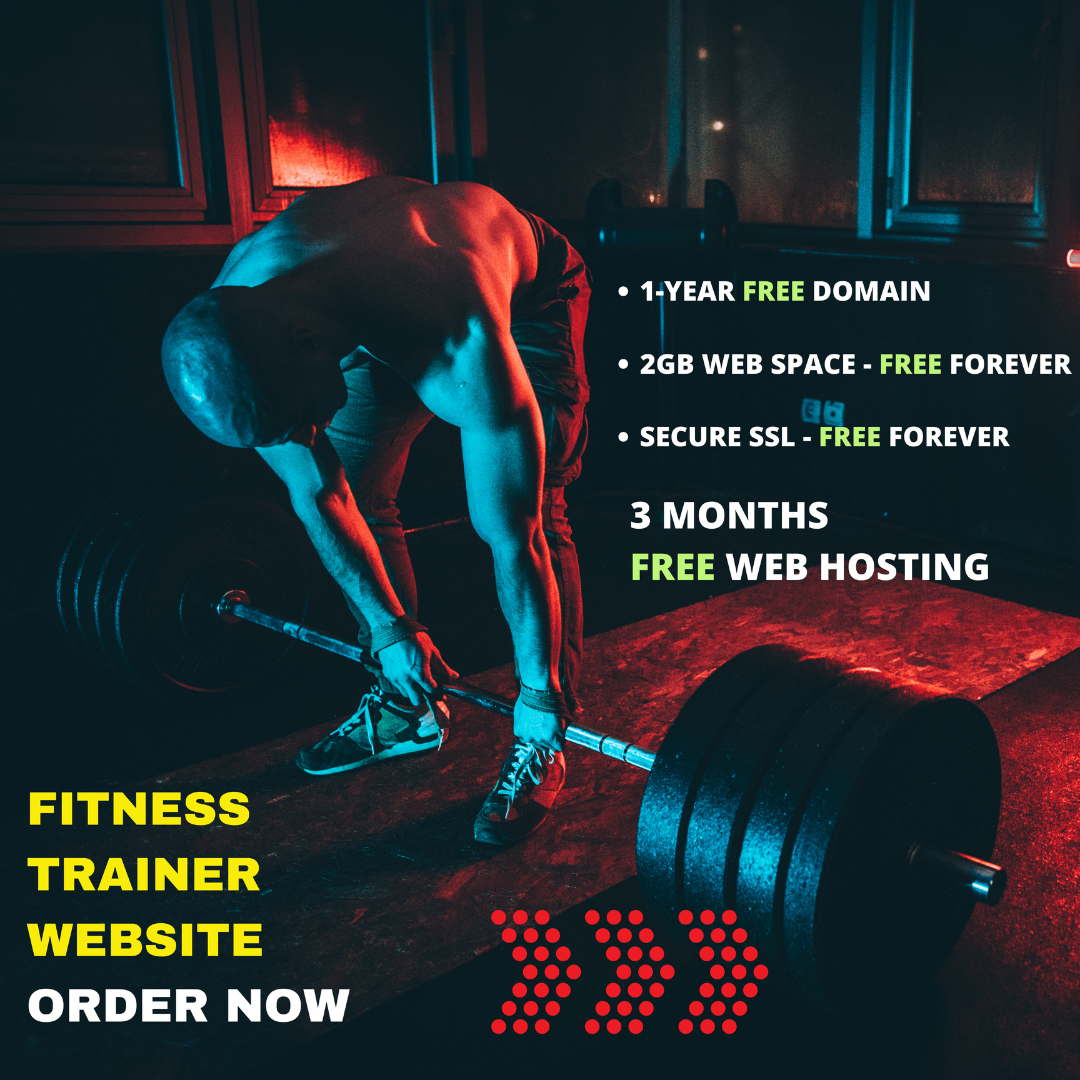 • 1-YEAR FREE DOMAIN
• 2GB WEB SPACE - FREE FOREVER
• SECURE SSL - FREE FOREVER
3 MONTHS
FREE WEB HOSTING
FITNESS
TRAINER
WEBSITE
ORDER NOW